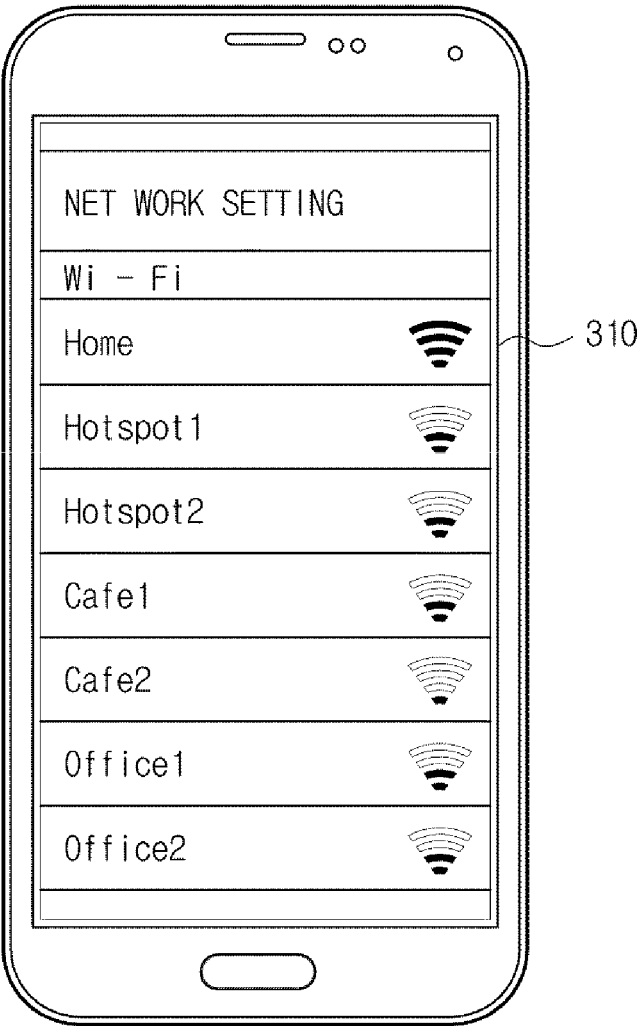 NET WORK SETTING
Wi - Fi
Home
310
Hotspot1
Hotspot2
Cafe1
Cafe2
Office1
Office2